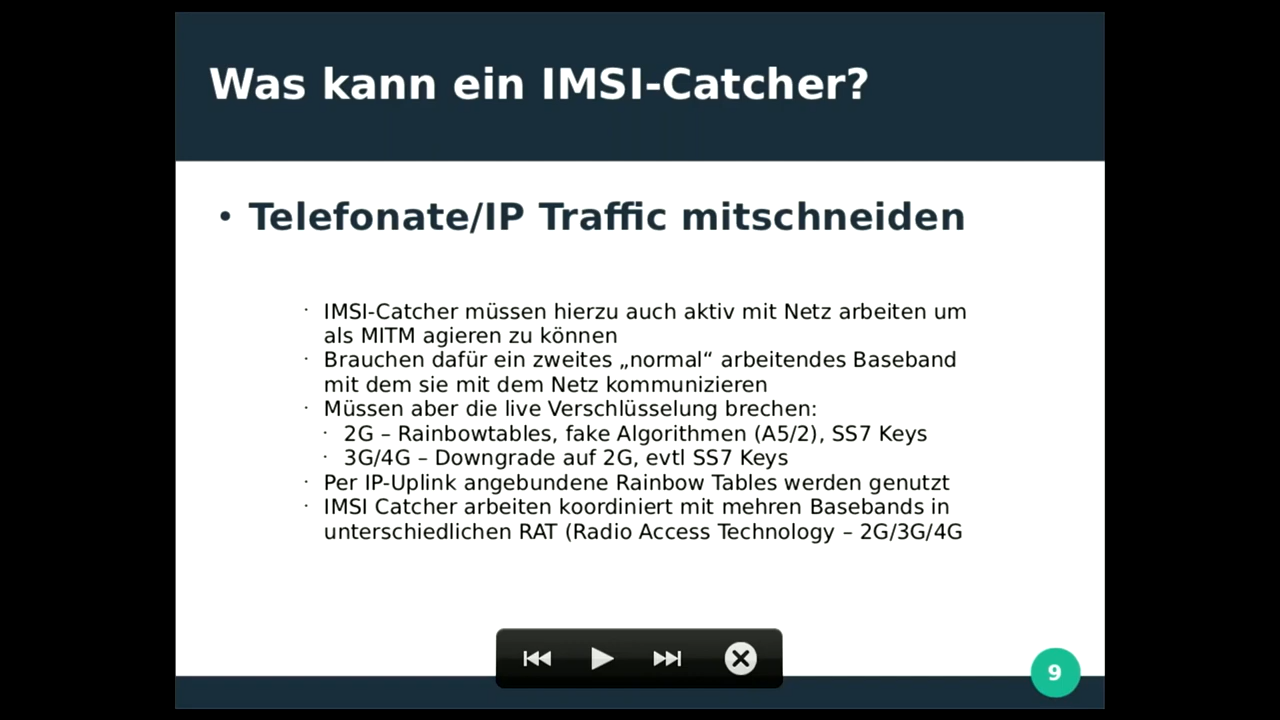 Was kann ein IMSI-Catcher?
• Telefonate/IP Traffic mitschneiden
· IMSI-Catcher müssen hierzu auch aktiv mit Netz arbeiten um
als MITM agieren zu können
· Brauchen dafür ein zweites „normal“ arbeitendes Baseband
mit dem sie mit dem Netz kommunizieren
· Müssen aber die live Verschlüsselung brechen:
· 2G – Rainbowtables, fake Algorithmen (A5/2), SS7 Keys
· 3G/4G – Downgrade auf 2G, evtl SS7 Keys
· Per IP-Uplink angebundene Rainbow Tables werden genutzt
· IMSI Catcher arbeiten koordiniert mit mehren Basebands in
unterschiedlichen RAT (Radio Access Technology – 2G/3G/4G
9